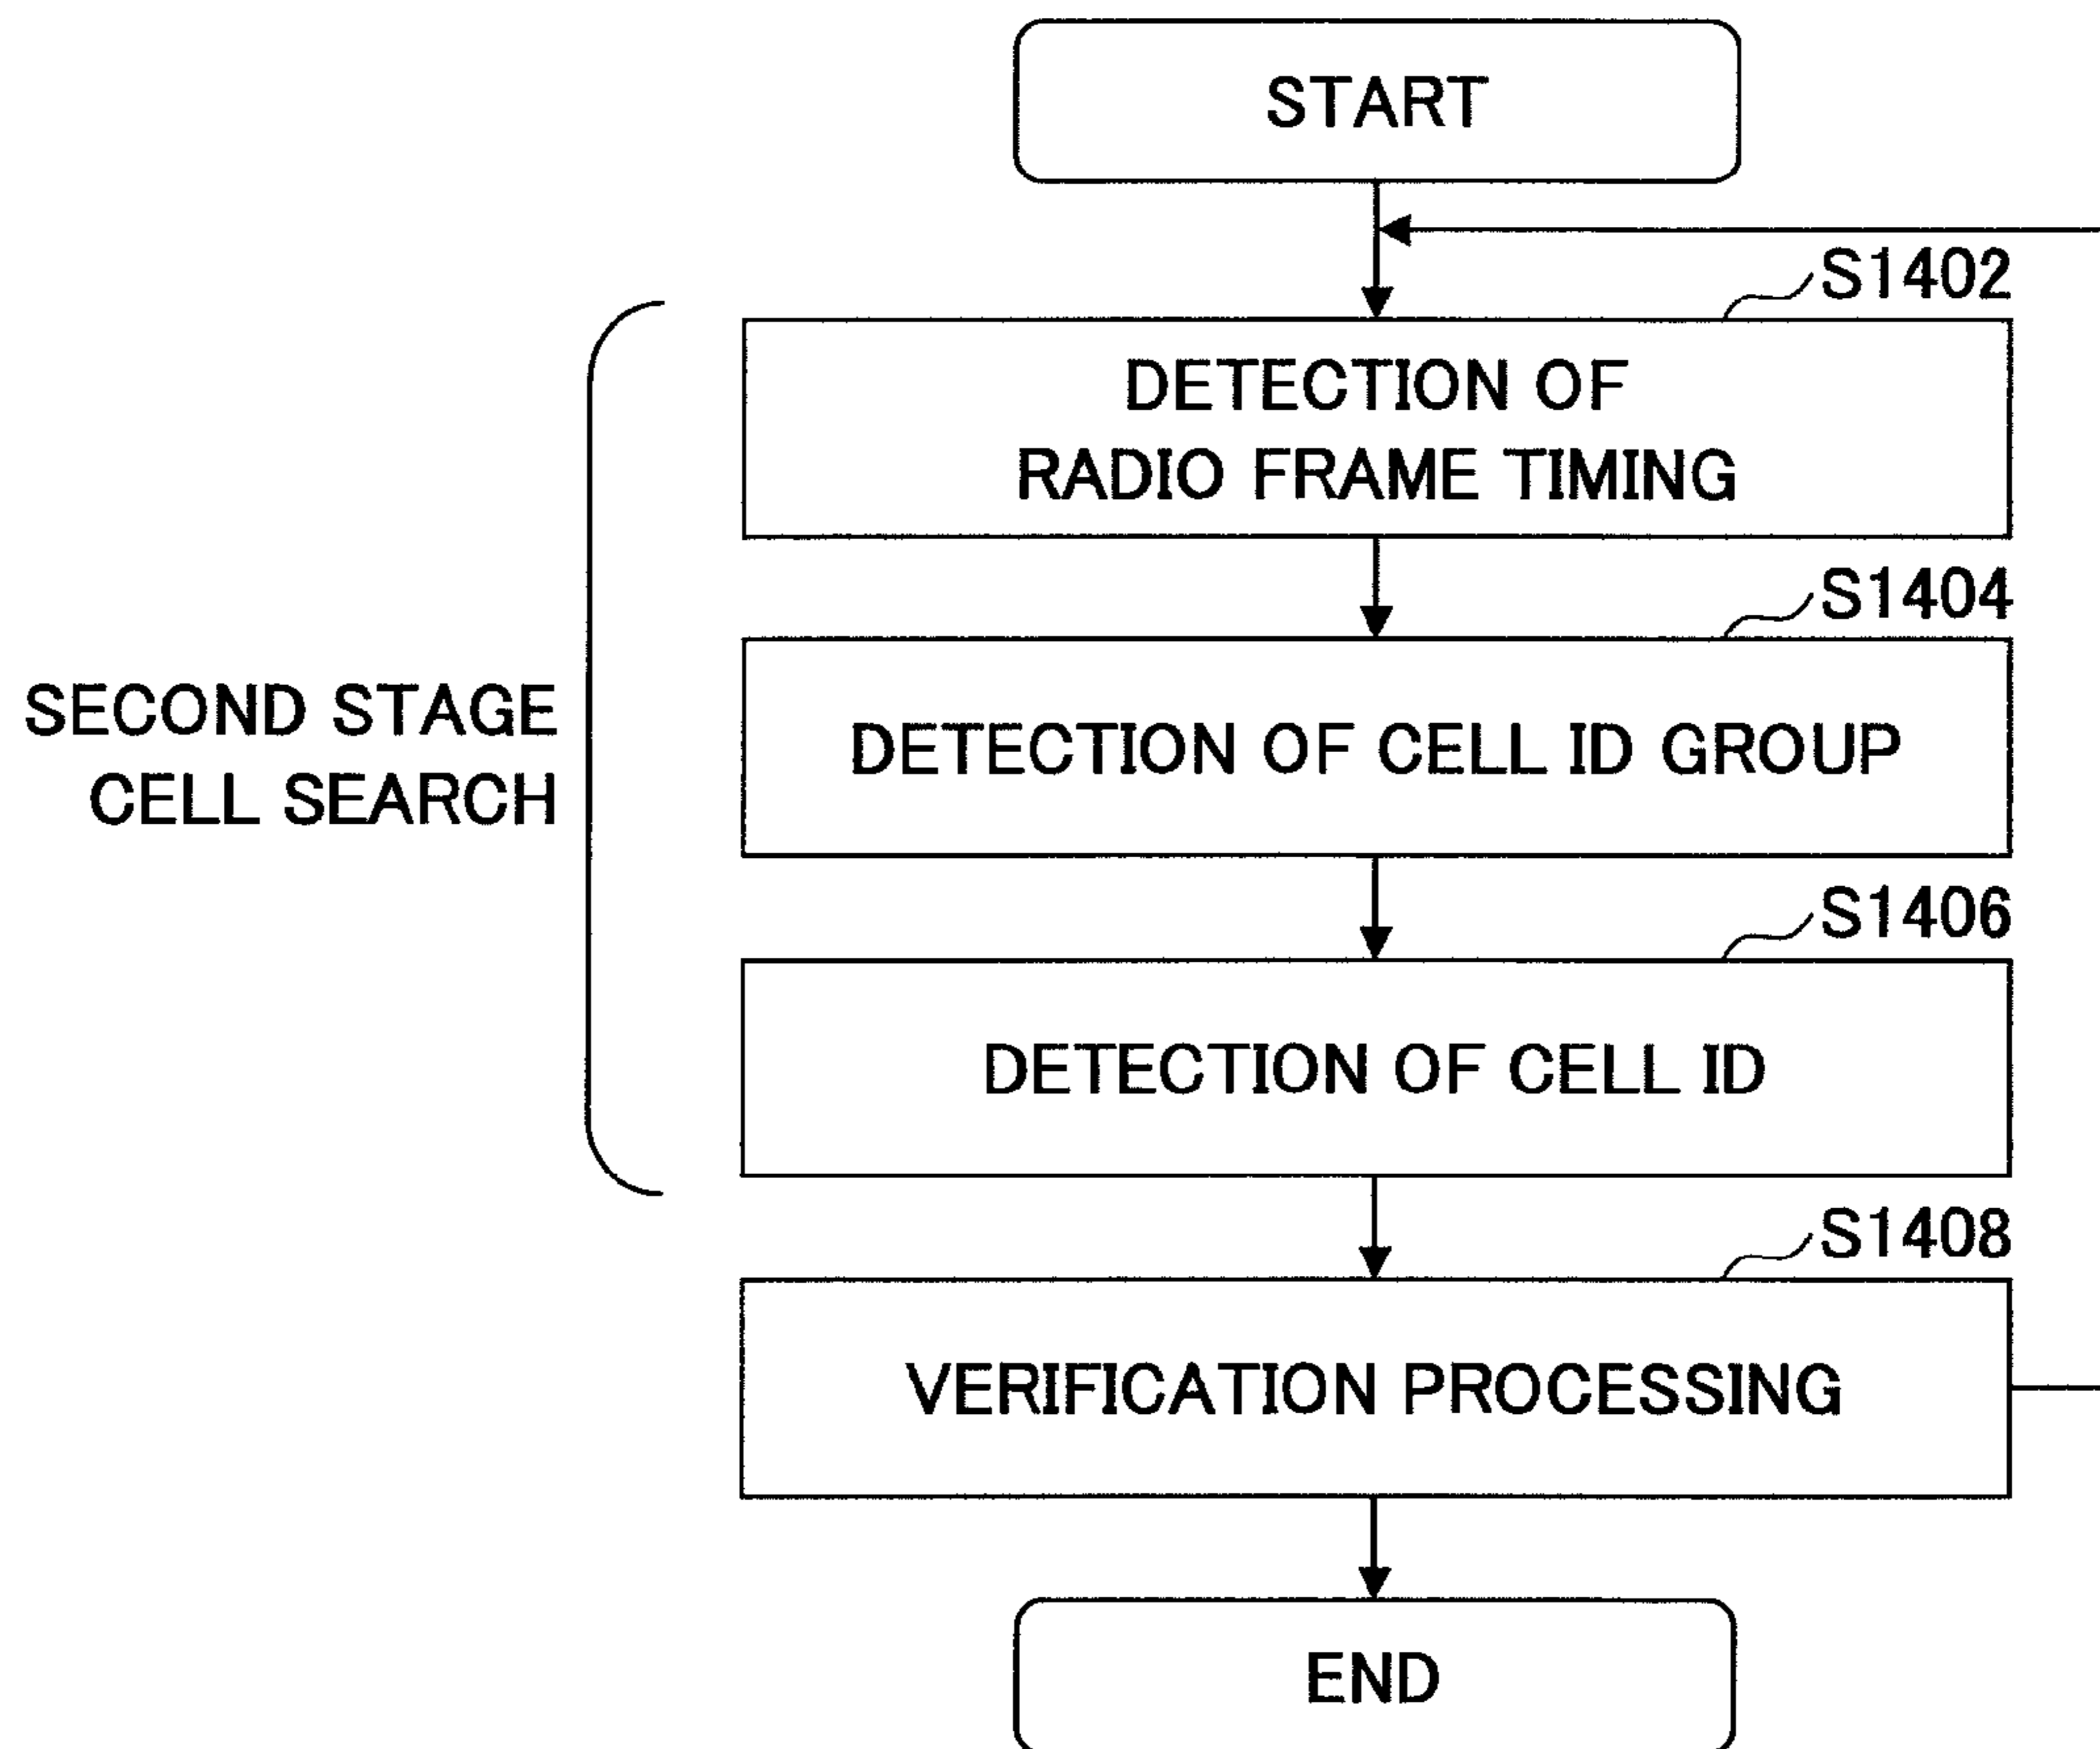 START
S1402
DETECTION OF
RADIO FRAME TIMING
S1404
SECOND STAGE
CELL SEARCH
DETECTION OF CELL ID GROUP
S1406
DETECTION OF CELL ID
S1408
VERIFICATION PROCESSING
END